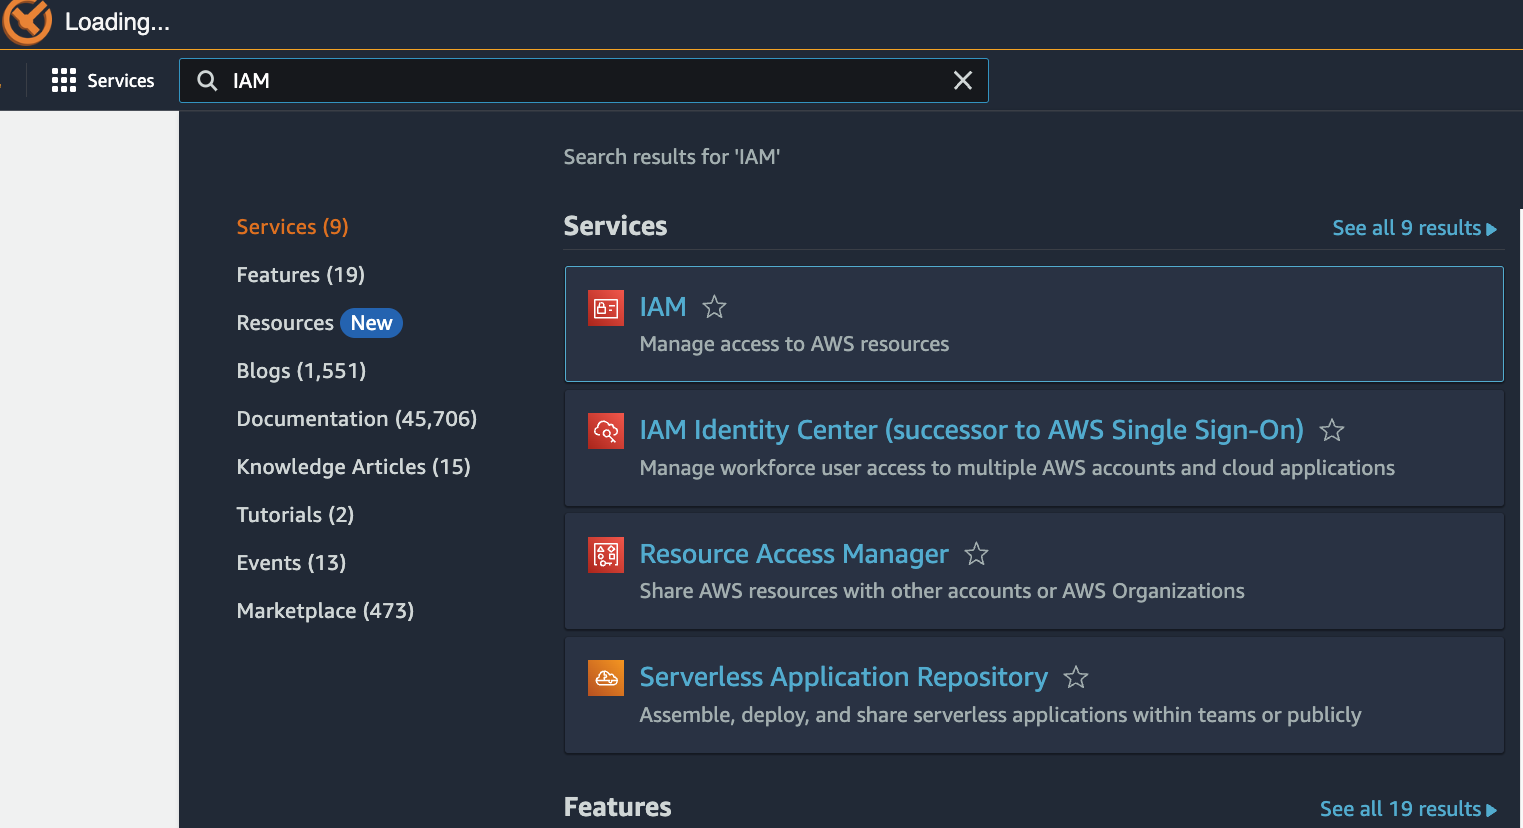 Loading...
Services
IAM
Search results for 'IAM'
Services (9)
Features (19)
Resources New
Blogs (1,551)
Documentation (45,706)
Knowledge Articles (15)
Tutorials (2)
Events (13)
Marketplace (473)
Services
See all 9 results
IAM
Manage access to AWS resources
IAM Identity Center (successor to AWS Single Sign-On)
Manage workforce user access to multiple AWS accounts and cloud applications
Resource Access Manager
Share AWS resources with other accounts or AWS Organizations
Serverless Application Repository
Assemble, deploy, and share serverless applications within teams or publicly
Features
See all 19 results